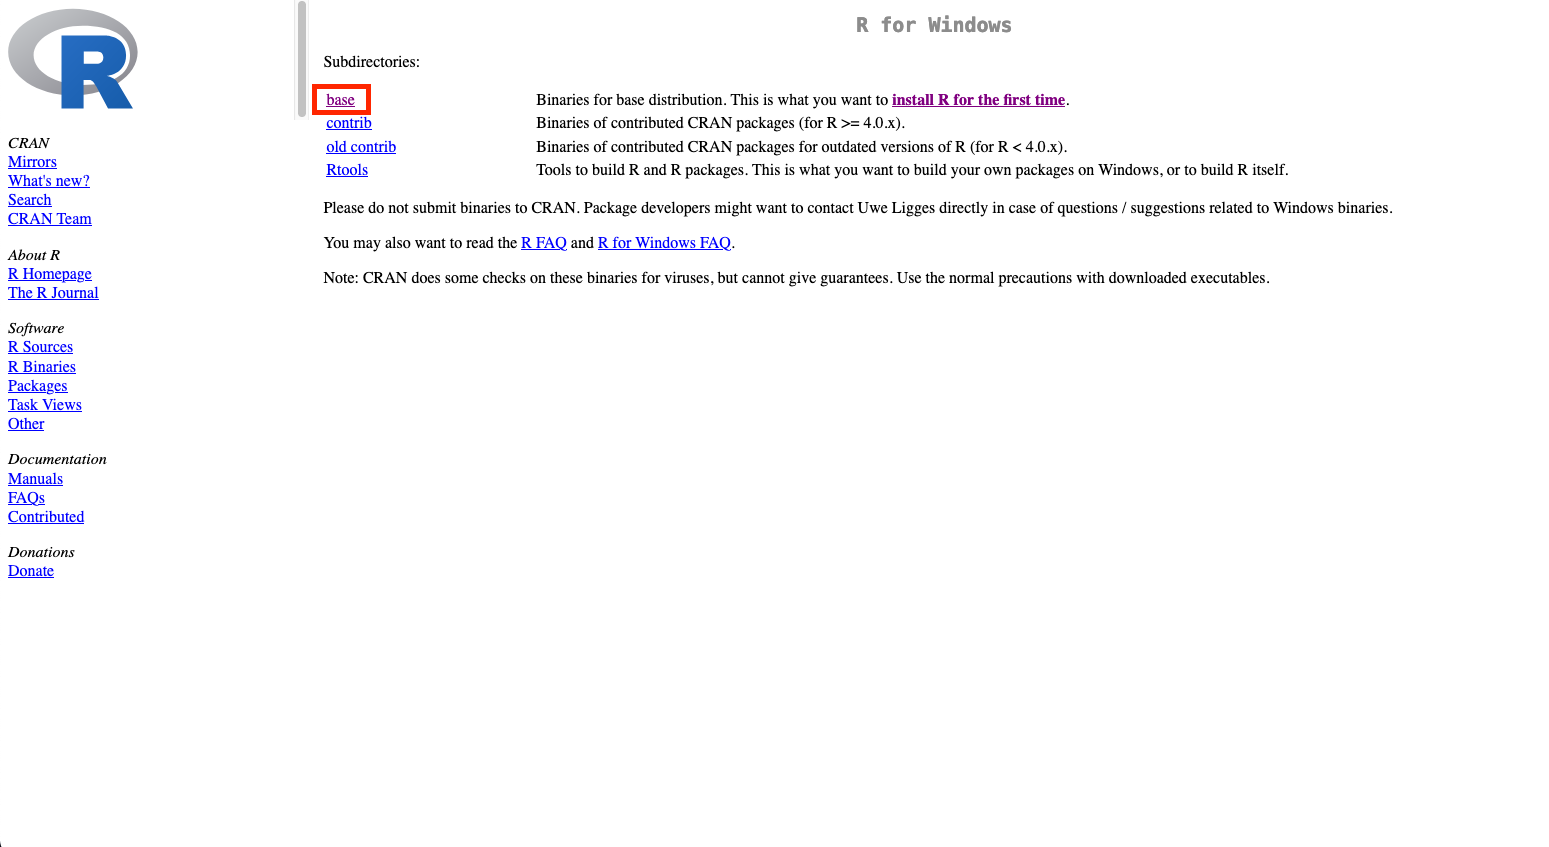 R
CRAN
Mirrors
What's new?
Search
CRAN Team
About R
R Homepage
The R Journal
Software
R Sources
R Binaries
Packages
Task Views
Other
Documentation
Manuals
FAQs
Contributed
Donations
Donate
R for Windows
Subdirectories:
base Binaries for base distribution. This is what you want to install R for the first time.
contrib Binaries of contributed CRAN packages (for R >= 4.0.x).
old contrib Binaries of contributed CRAN packages for outdated versions of R (for R < 4.0.x).
Rtools Tools to build R and R packages. This is what you want to build your own packages on Windows, or to build R itself.
Please do not submit binaries to CRAN. Package developers might want to contact Uwe Ligges directly in case of questions / suggestions related to Windows binaries.
You may also want to read the R FAQ and R for Windows FAQ.
Note: CRAN does some checks on these binaries for viruses, but cannot give guarantees. Use the normal precautions with downloaded executables.